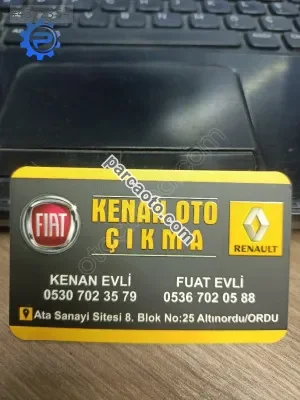 FIAT
KENAN OTO
ÇIKMA
RENAULT
KENAN EVLİ
0530 702 35 79
FUAT EVLİ
0536 702 05 88
Ata Sanayi Sitesi 8. Blok No:25 Altınordu/ORDU
parcaoto.com